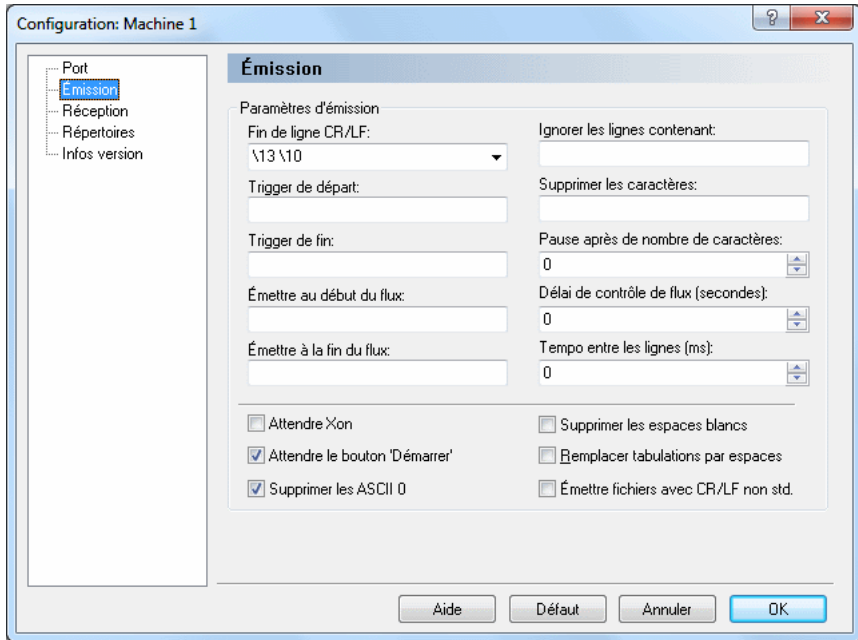 Configuration: Machine 1
Port
Émission
Réception
Répertoires
Infos version
Émission
Paramètres d'émission
Fin de ligne CR/LF:
\13 \10
Trigger de départ:
Trigger de fin:
Émettre au début du flux:
Émettre à la fin du flux:
Ignorer les lignes contenant:
Supprimer les caractères:
Pause après de nombre de caractères:
0
Délai de contrôle de flux (secondes):
0
Tempo entre les lignes (ms):
0
Attendre Xon
Attendre le bouton 'Démarrer'
Supprimer les ASCII 0
Supprimer les espaces blancs
Remplacer tabulations par espaces
Émettre fichiers avec CR/LF non std.
Aide
Défaut
Annuler
OK